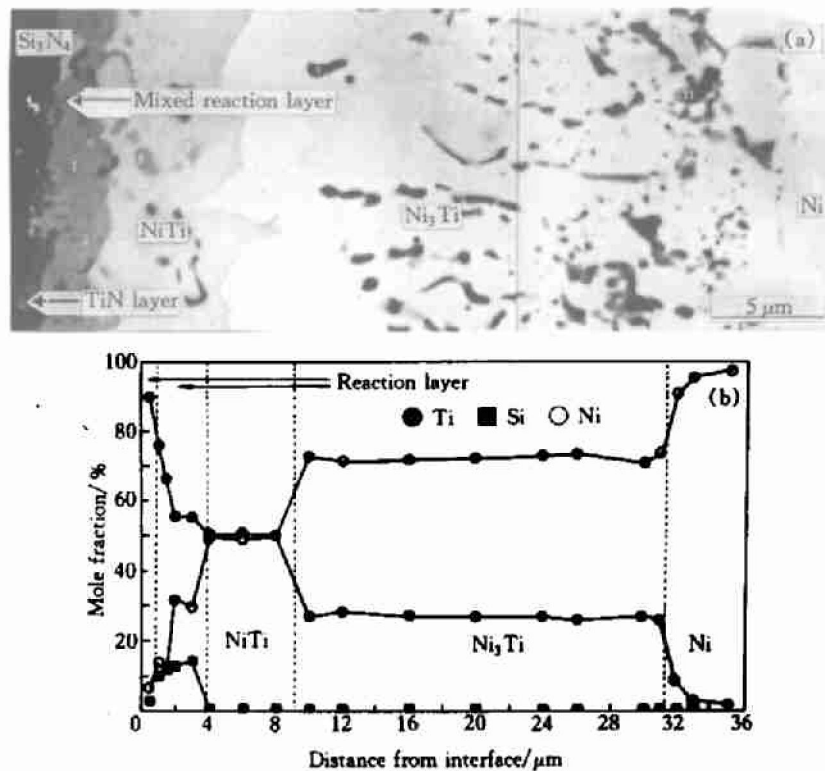 Si₃N₄
(a)
Mixed reaction layer
Ni₃Ti
Ni
NiTi
TiN layer
5 μm
100
Reaction layer
(b)
Ti Si Ni
80
60
40
20
Mole fraction/%
NiTi
Ni₃Ti
Ni
0 4 8 12 16 20 24 28 32 36
Distance from interface/μm